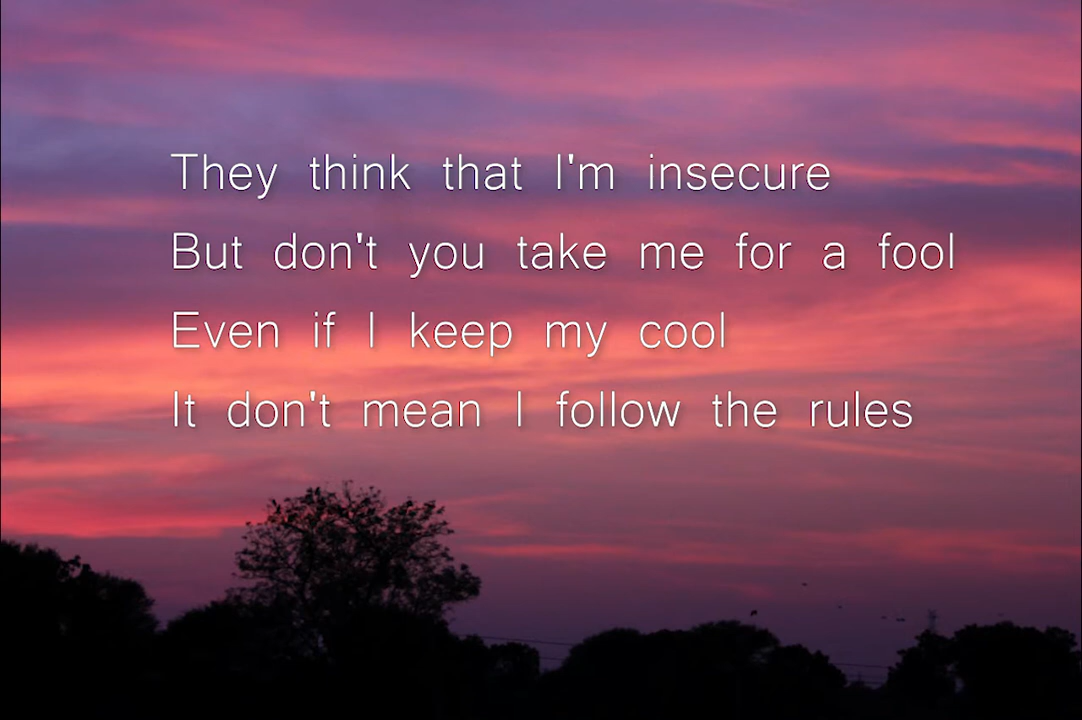 They think that I'm insecure
But don't you take me for a fool
Even if I keep my cool
It don't mean I follow the rules